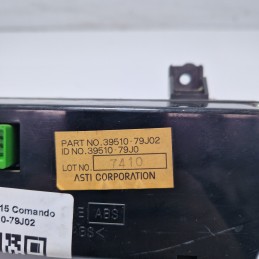 PART NO.39510-79J02
ID NO.39510-79J0
LOT NO 7410
ASTI CORPORATION
ABS
15 Comando
0-79J02